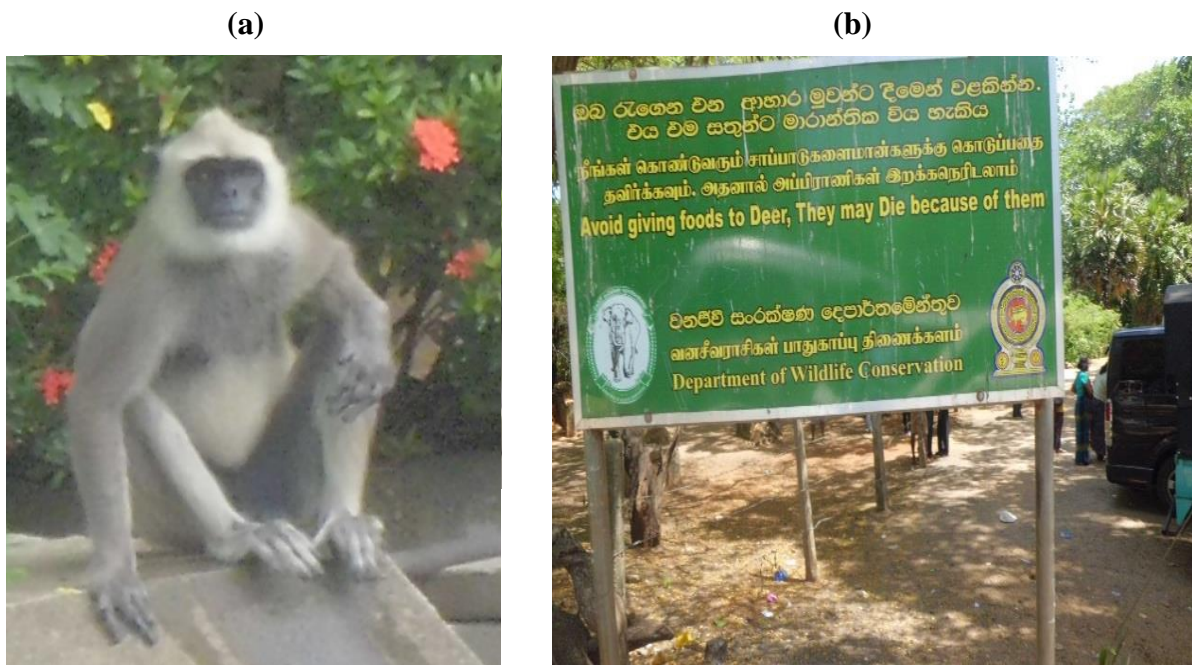 (a)
(b)
ඔබ රැගෙන එන ආහාර මුවන්ට දීමෙන් වළකින්න.
එය එම සතුන්ට මාරාන්තික විය හැකිය
நீங்கள் கொண்டுவரும் சாப்பாடுகளைமான்களுக்கு கொடுப்பதை
தவிர்க்கவும். அதனால் அப்பிராணிகள் இறக்கநெரிடலாம்
Avoid giving foods to Deer, They may Die because of them
වනජීවී සංරක්ෂණ දෙපාර්තමේන්තුව
வனசீவராசிகள் பாதுகாப்பு திணைக்களம்
Department of Wildlife Conservation